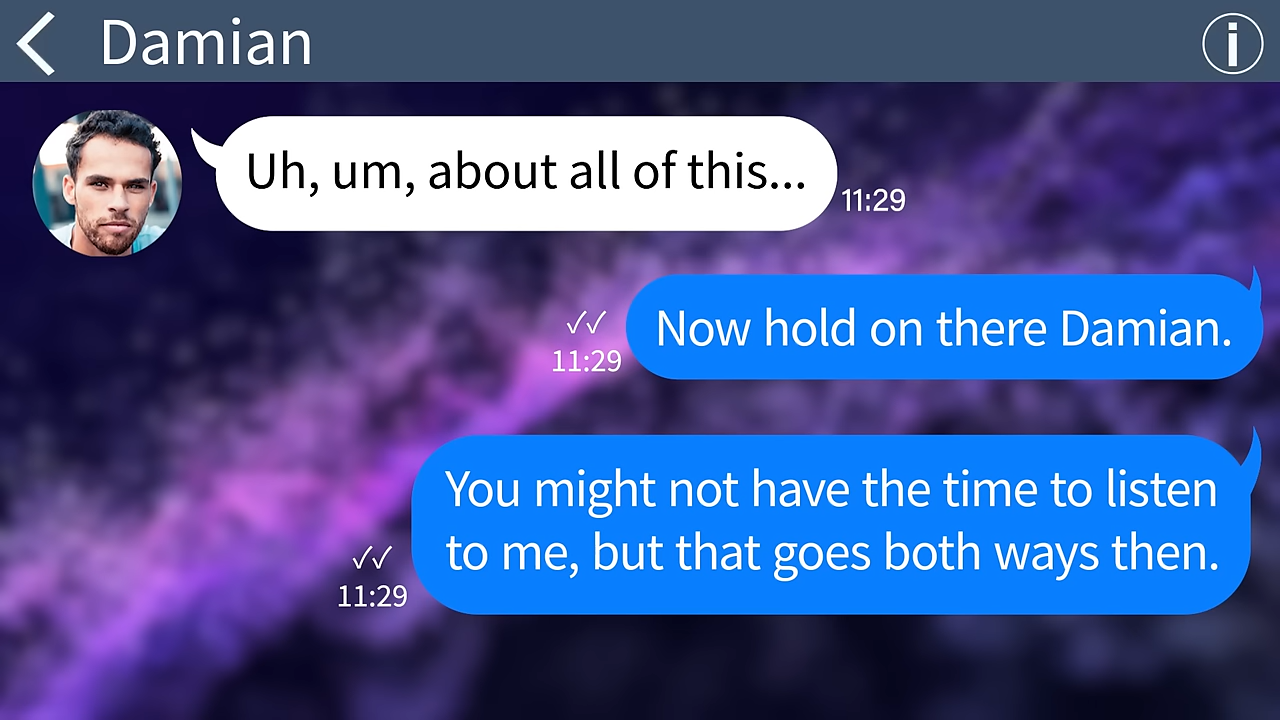 Damian
Uh, um, about all of this...
11:29
Now hold on there Damian.
11:29
You might not have the time to listen
to me, but that goes both ways then.
11:29